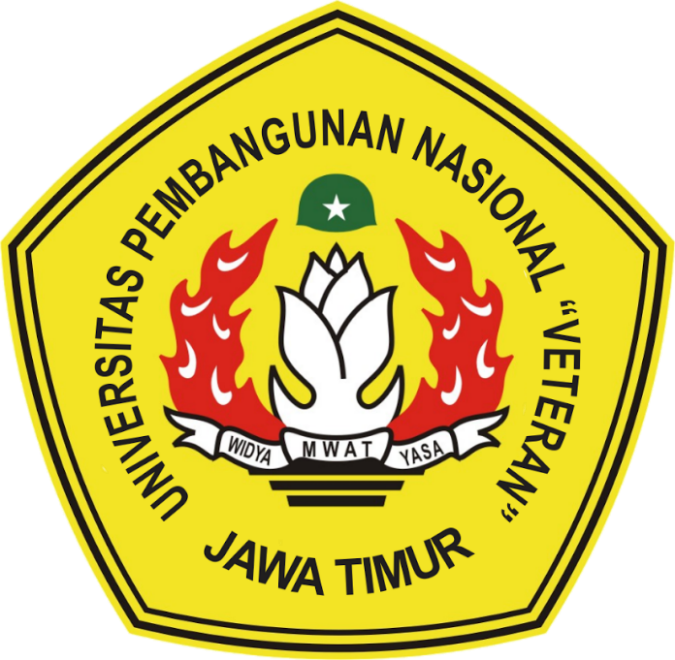 UNIVERSITAS PEMBANGUNAN NASIONAL “VETERAN”
WIDYA MWAT YASA
JAWA TIMUR